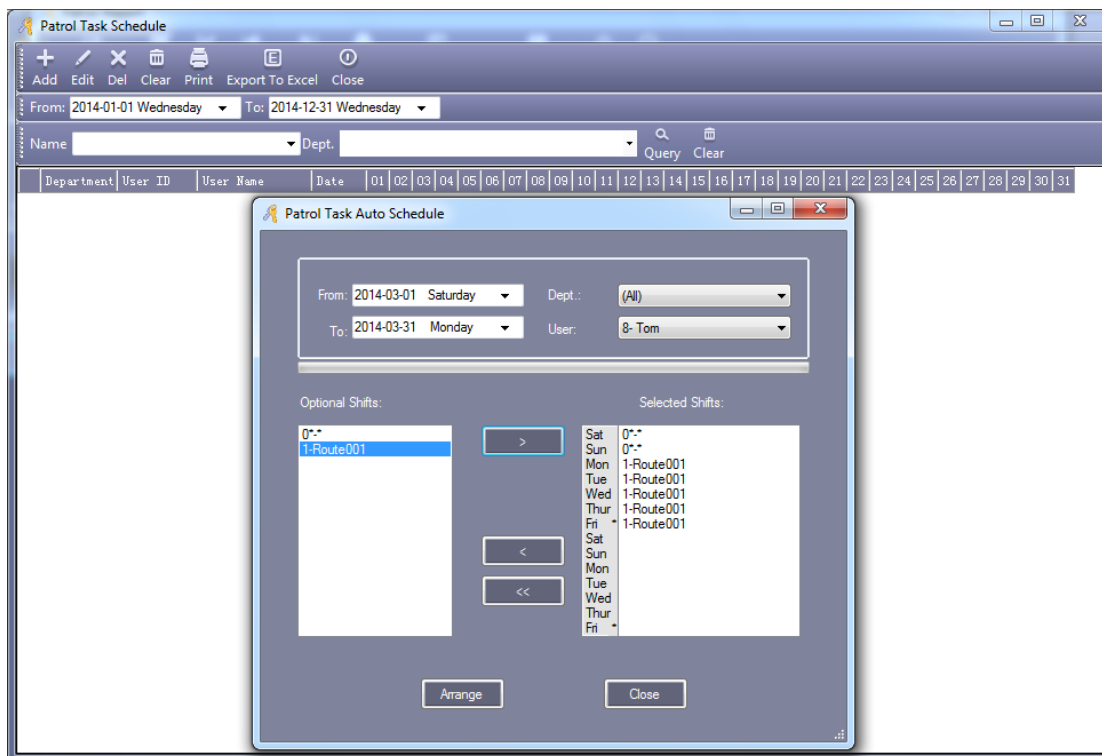 Patrol Task Schedule
Add Edit Del Clear Print Export To Excel Close
From: 2014-01-01 Wednesday To: 2014-12-31 Wednesday
Name Dept. Query Clear
Department User ID User Name Date 01 02 03 04 05 06 07 08 09 10 11 12 13 14 15 16 17 18 19 20 21 22 23 24 25 26 27 28 29 30 31
Patrol Task Auto Schedule
From: 2014-03-01 Saturday Dept.: (All)
To: 2014-03-31 Monday User: 8- Tom
Optional Shifts: Selected Shifts:
0*-* > Sat 0*-*
1-Route001 Sun 0*-*
Mon 1-Route001
Tue 1-Route001
Wed 1-Route001
Thur 1-Route001
Fri * 1-Route001
Sat
< Sun
Mon
<< Tue
Wed
Thur
Fri *
Arrange Close